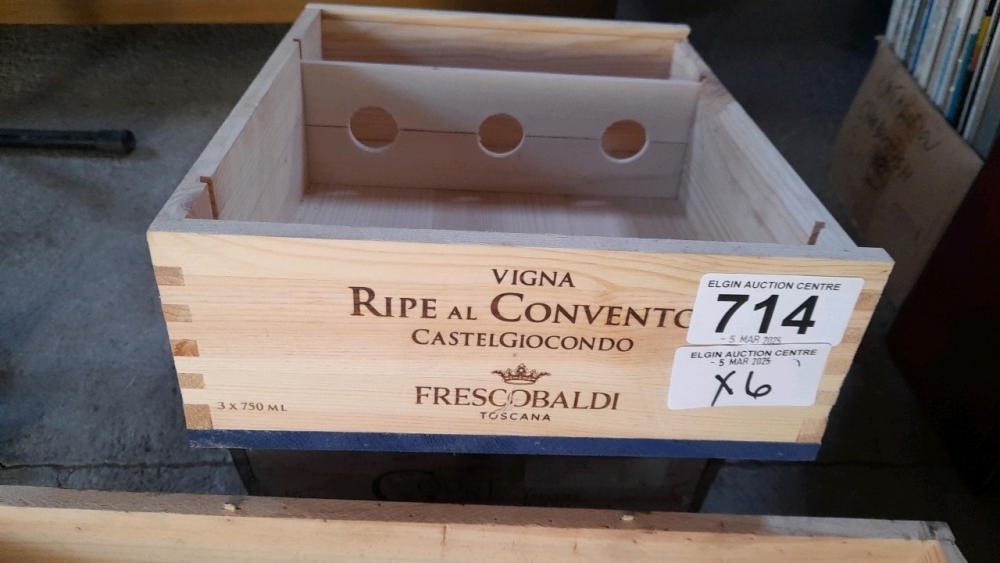 VIGNA
RIPE AL CONVENTO
CASTELGIOCONDO
FRESCOBALDI
TOSCANA
3 X 750 ML
ELGIN AUCTION CENTRE
714
- 5 MAR 2025
ELGIN AUCTION CENTRE
- 5 MAR 2025
X6